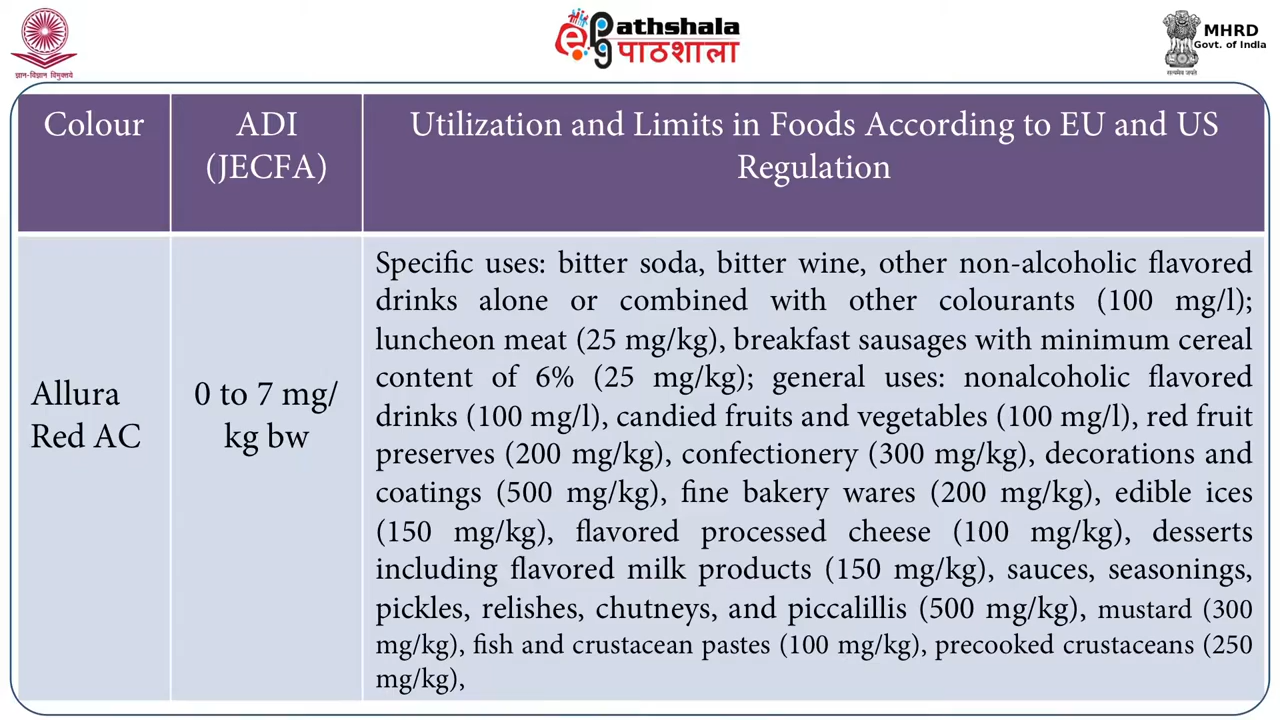 ज्ञान-विज्ञान विमुक्तये
ePG Pathshala
पाठशाला
MHRD
Govt. of India
सत्यमेव जयते
Colour
ADI
(JECFA)
Utilization and Limits in Foods According to EU and US
Regulation
Allura
Red AC
0 to 7 mg/
kg bw
Specific uses: bitter soda, bitter wine, other non-alcoholic flavored
drinks alone or combined with other colourants (100 mg/l);
luncheon meat (25 mg/kg), breakfast sausages with minimum cereal
content of 6% (25 mg/kg); general uses: nonalcoholic flavored
drinks (100 mg/l), candied fruits and vegetables (100 mg/l), red fruit
preserves (200 mg/kg), confectionery (300 mg/kg), decorations and
coatings (500 mg/kg), fine bakery wares (200 mg/kg), edible ices
(150 mg/kg), flavored processed cheese (100 mg/kg), desserts
including flavored milk products (150 mg/kg), sauces, seasonings,
pickles, relishes, chutneys, and piccalillis (500 mg/kg), mustard (300
mg/kg), fish and crustacean pastes (100 mg/kg), precooked crustaceans (250
mg/kg),